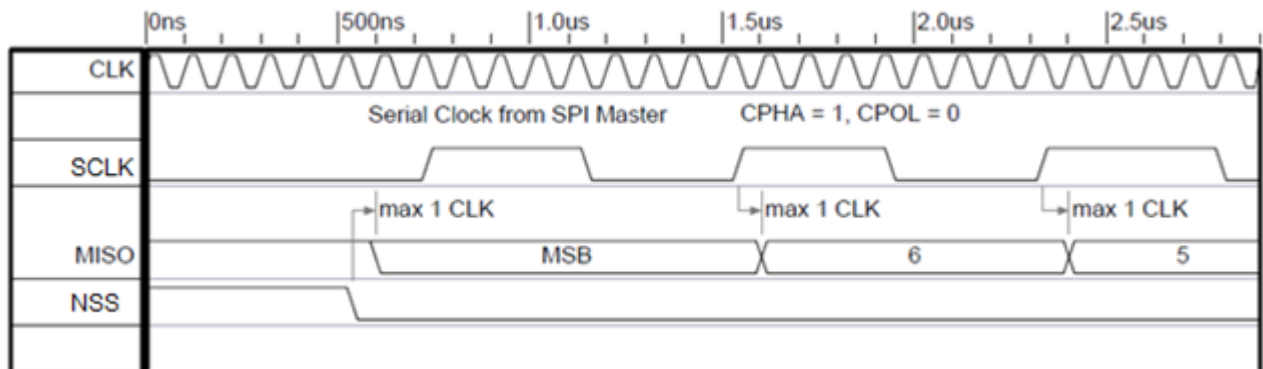 0ns 500ns 1.0us 1.5us 2.0us 2.5us
CLK
Serial Clock from SPI Master CPHA = 1, CPOL = 0
SCLK
max 1 CLK max 1 CLK max 1 CLK
MISO MSB 6 5
NSS